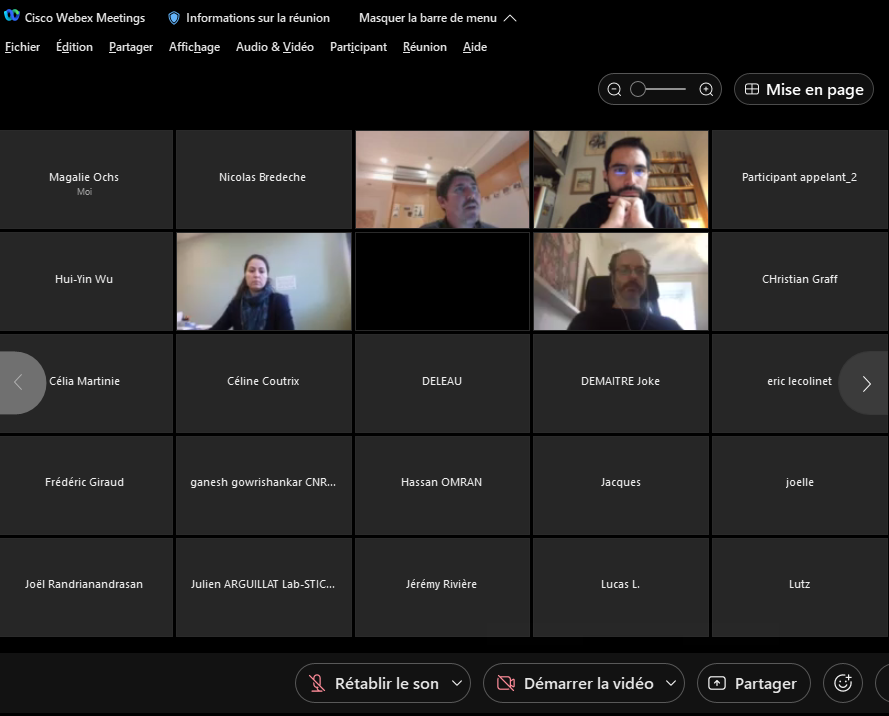 Cisco Webex Meetings
Informations sur la réunion
Masquer la barre de menu
Fichier
Édition
Partager
Affichage
Audio & Vidéo
Participant
Réunion
Aide
Mise en page
Magalie Ochs
Moi
Nicolas Bredeche
Participant appelant_2
Hui-Yin Wu
CHristian Graff
Célia Martinie
Céline Coutrix
DELEAU
DEMAITRE Joke
eric lecolinet
Frédéric Giraud
ganesh gowrishankar CNR...
Hassan OMRAN
Jacques
joelle
Joël Randrianandrasan
Julien ARGUILLAT Lab-STIC...
Jérémy Rivière
Lucas L.
Lutz
Rétablir le son
Démarrer la vidéo
Partager